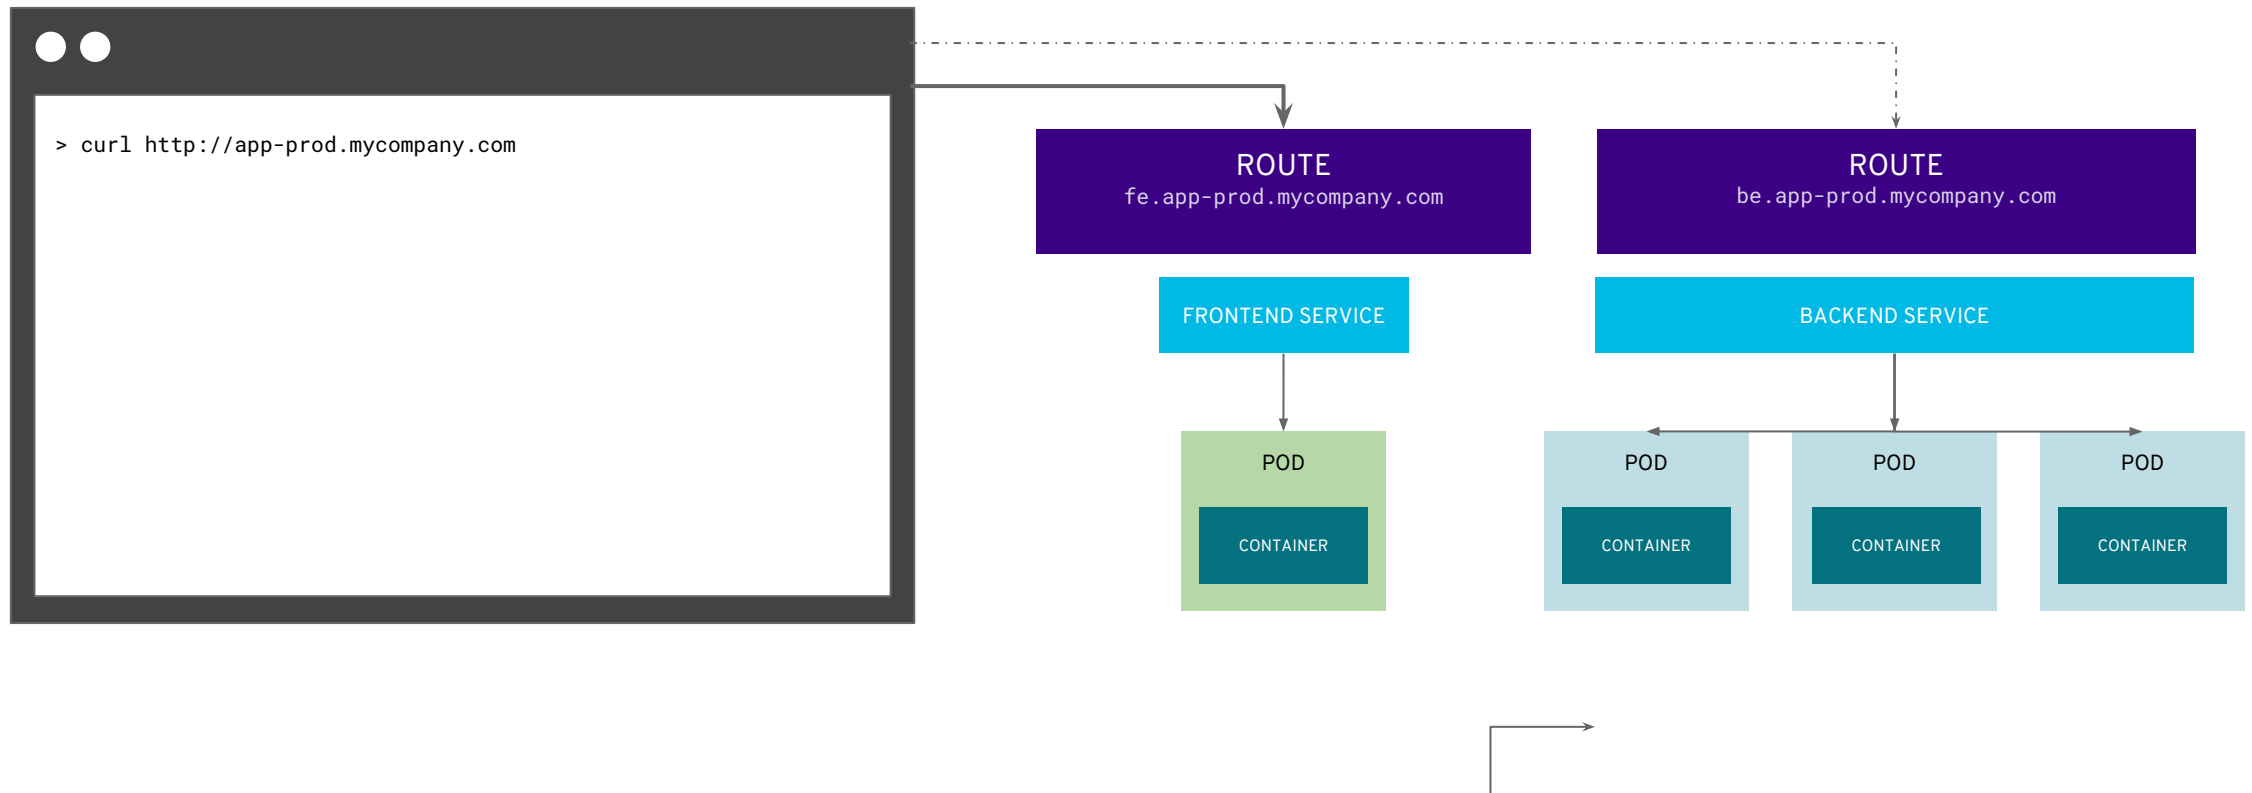 > curl http://app-prod.mycompany.com
ROUTE
fe.app-prod.mycompany.com
ROUTE
be.app-prod.mycompany.com
FRONTEND SERVICE
BACKEND SERVICE
POD
POD
POD
POD
CONTAINER
CONTAINER
CONTAINER
CONTAINER